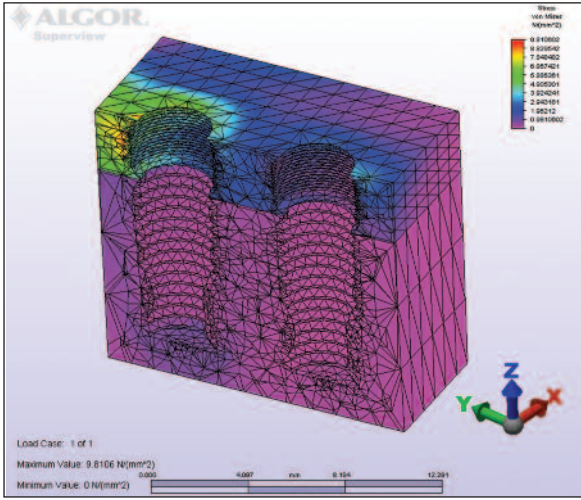 ALGOR
Superview
Stress
von Mises
N/(mm^2)
9.810602
8.829542
7.848482
6.867421
5.886361
4.905301
3.924241
2.943181
1.96212
0.9810602
0
Z
Y
X
Load Case: 1 of 1
Maximum Value: 9.8106 N/(mm^2)
Minimum Value: 0 N/(mm^2)
0.000 4.097 mm 8.194 12.291